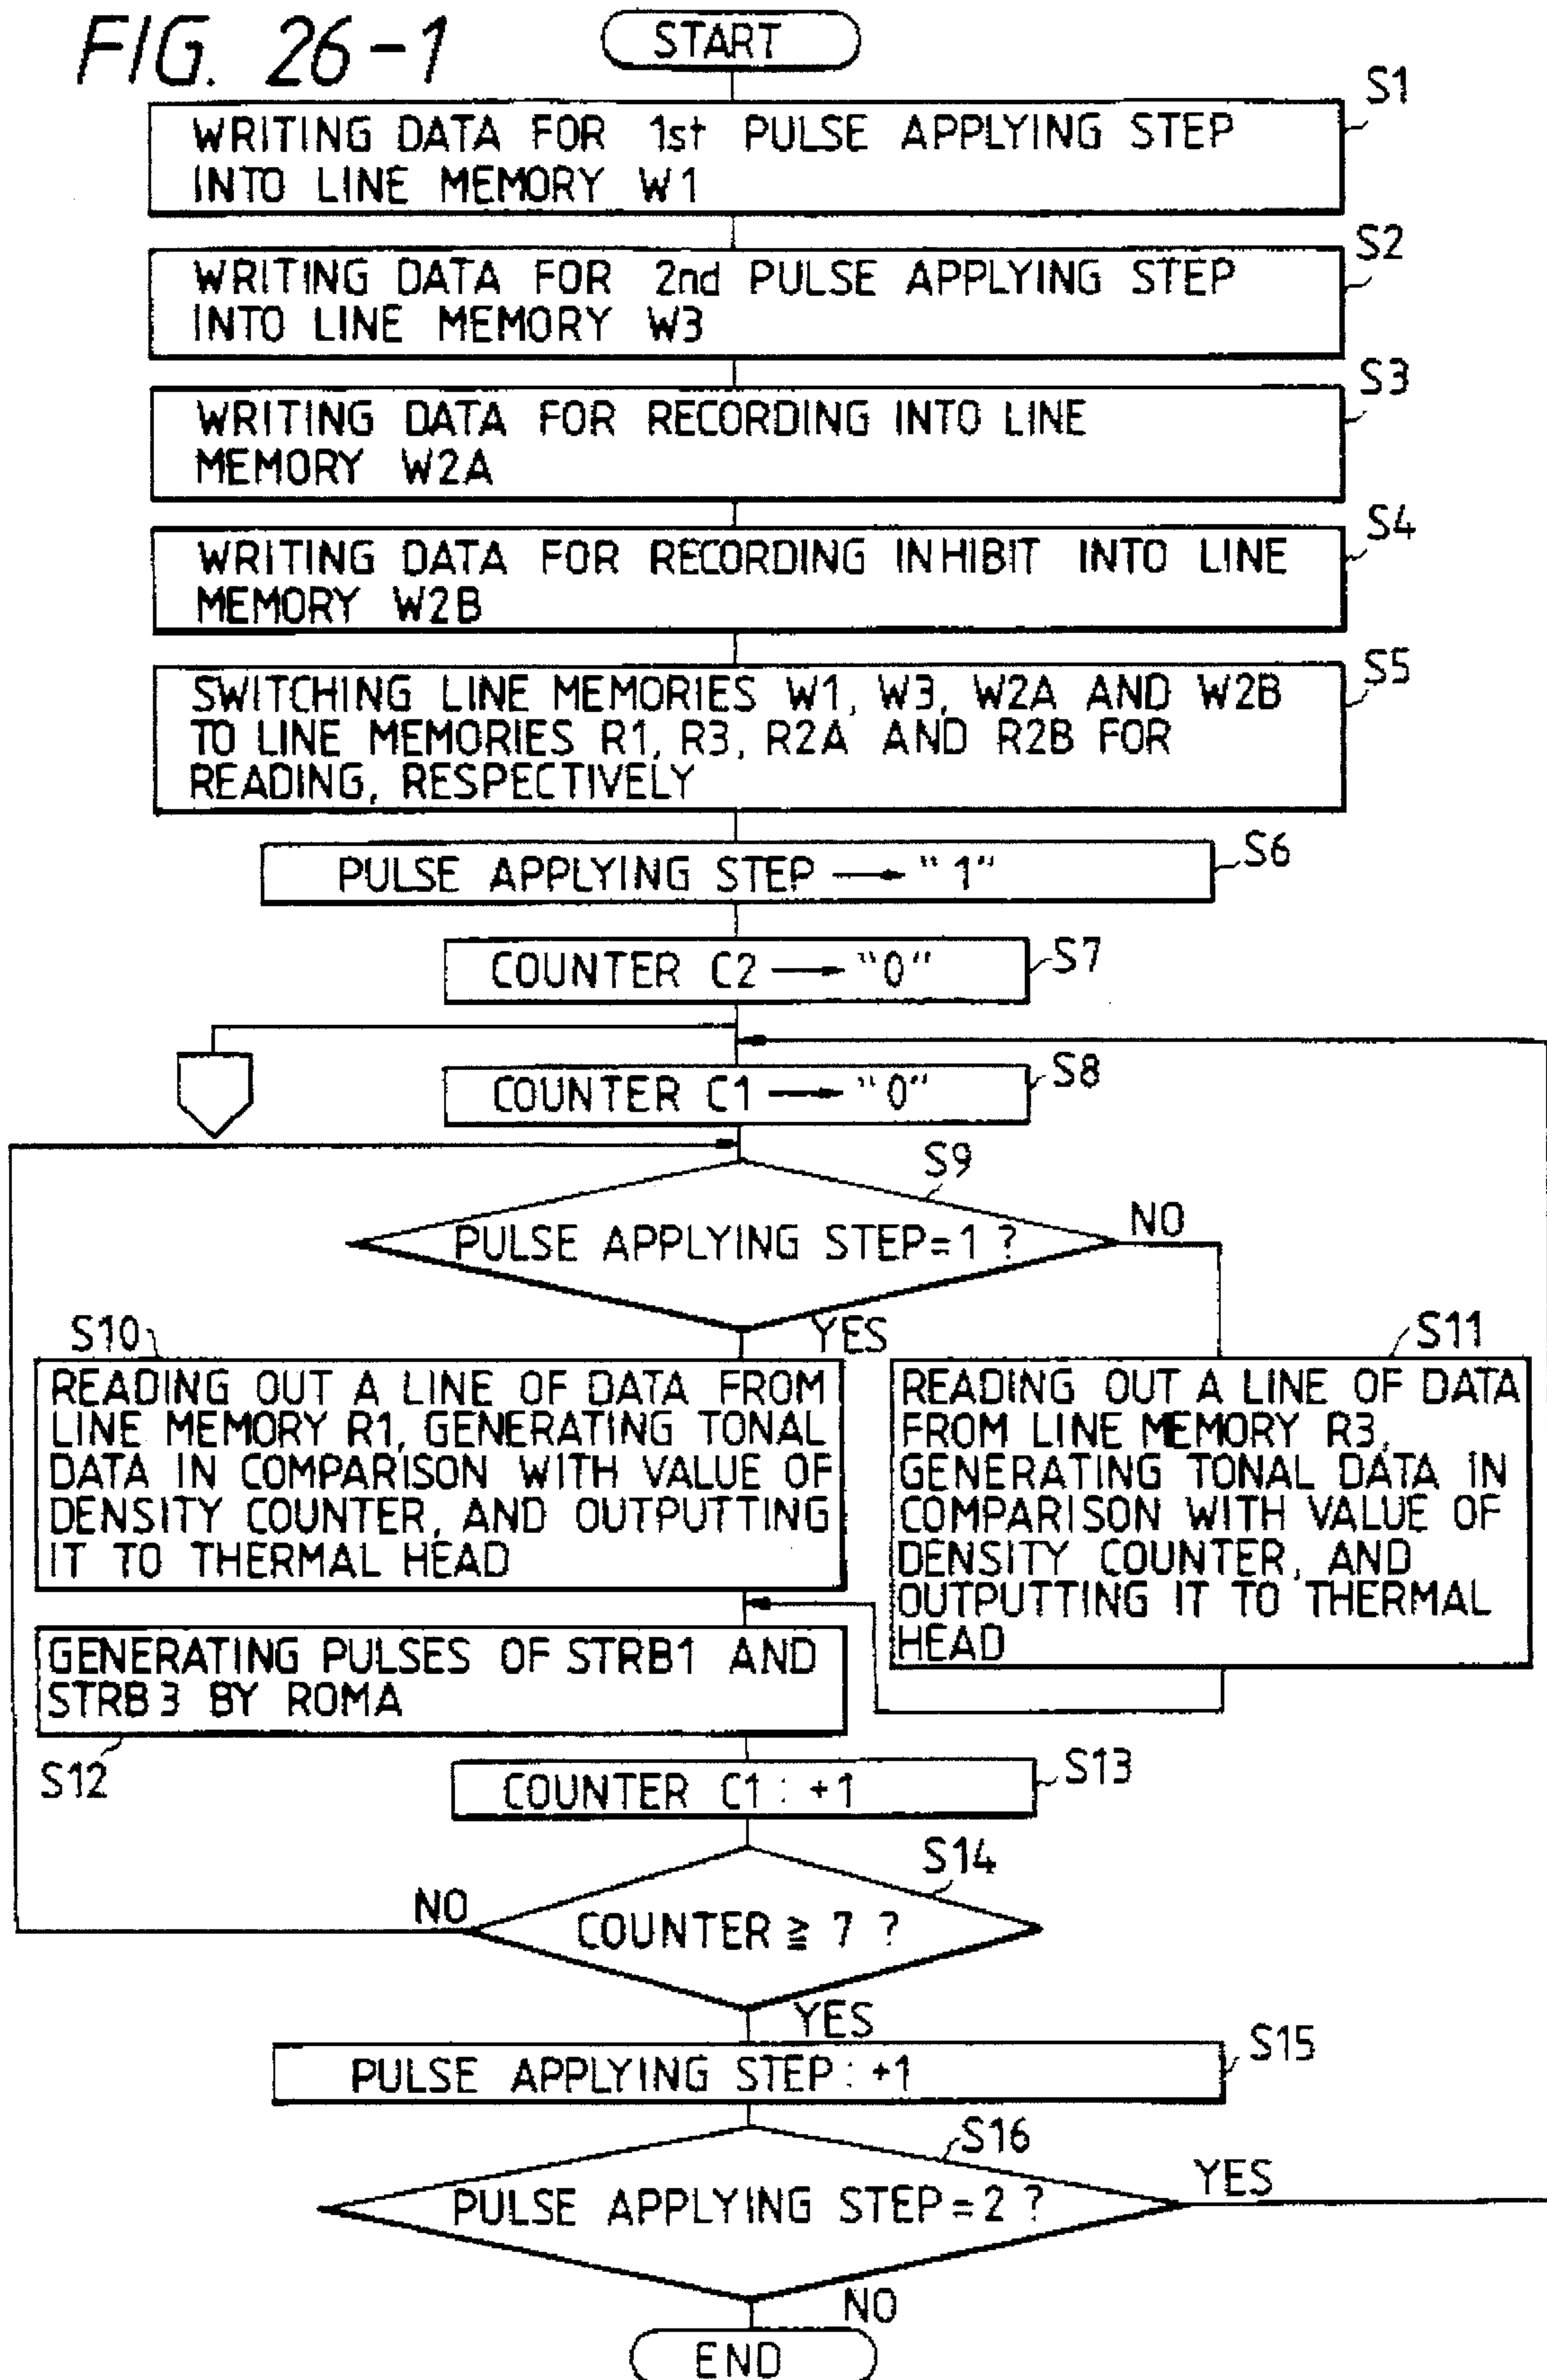 FIG. 26-1
START
S1
WRITING DATA FOR 1st PULSE APPLYING STEP
INTO LINE MEMORY W1
S2
WRITING DATA FOR 2nd PULSE APPLYING STEP
INTO LINE MEMORY W3
S3
WRITING DATA FOR RECORDING INTO LINE
MEMORY W2A
S4
WRITING DATA FOR RECORDING INHIBIT INTO LINE
MEMORY W2B
S5
SWITCHING LINE MEMORIES W1, W3, W2A AND W2B
TO LINE MEMORIES R1, R3, R2A AND R2B FOR
READING, RESPECTIVELY
S6
PULSE APPLYING STEP → "1"
S7
COUNTER C2 → "0"
S8
COUNTER C1 → "0"
S9
PULSE APPLYING STEP=1 ?
NO
YES
S10
READING OUT A LINE OF DATA FROM
LINE MEMORY R1, GENERATING TONAL
DATA IN COMPARISON WITH VALUE OF
DENSITY COUNTER, AND OUTPUTTING
IT TO THERMAL HEAD
S11
READING OUT A LINE OF DATA
FROM LINE MEMORY R3,
GENERATING TONAL DATA IN
COMPARISON WITH VALUE OF
DENSITY COUNTER, AND
OUTPUTTING IT TO THERMAL
HEAD
GENERATING PULSES OF STRB1 AND
STRB3 BY ROMA
S12
S13
COUNTER C1 : +1
S14
NO
COUNTER ≧ 7 ?
YES
S15
PULSE APPLYING STEP : +1
S16
PULSE APPLYING STEP=2 ?
YES
NO
END